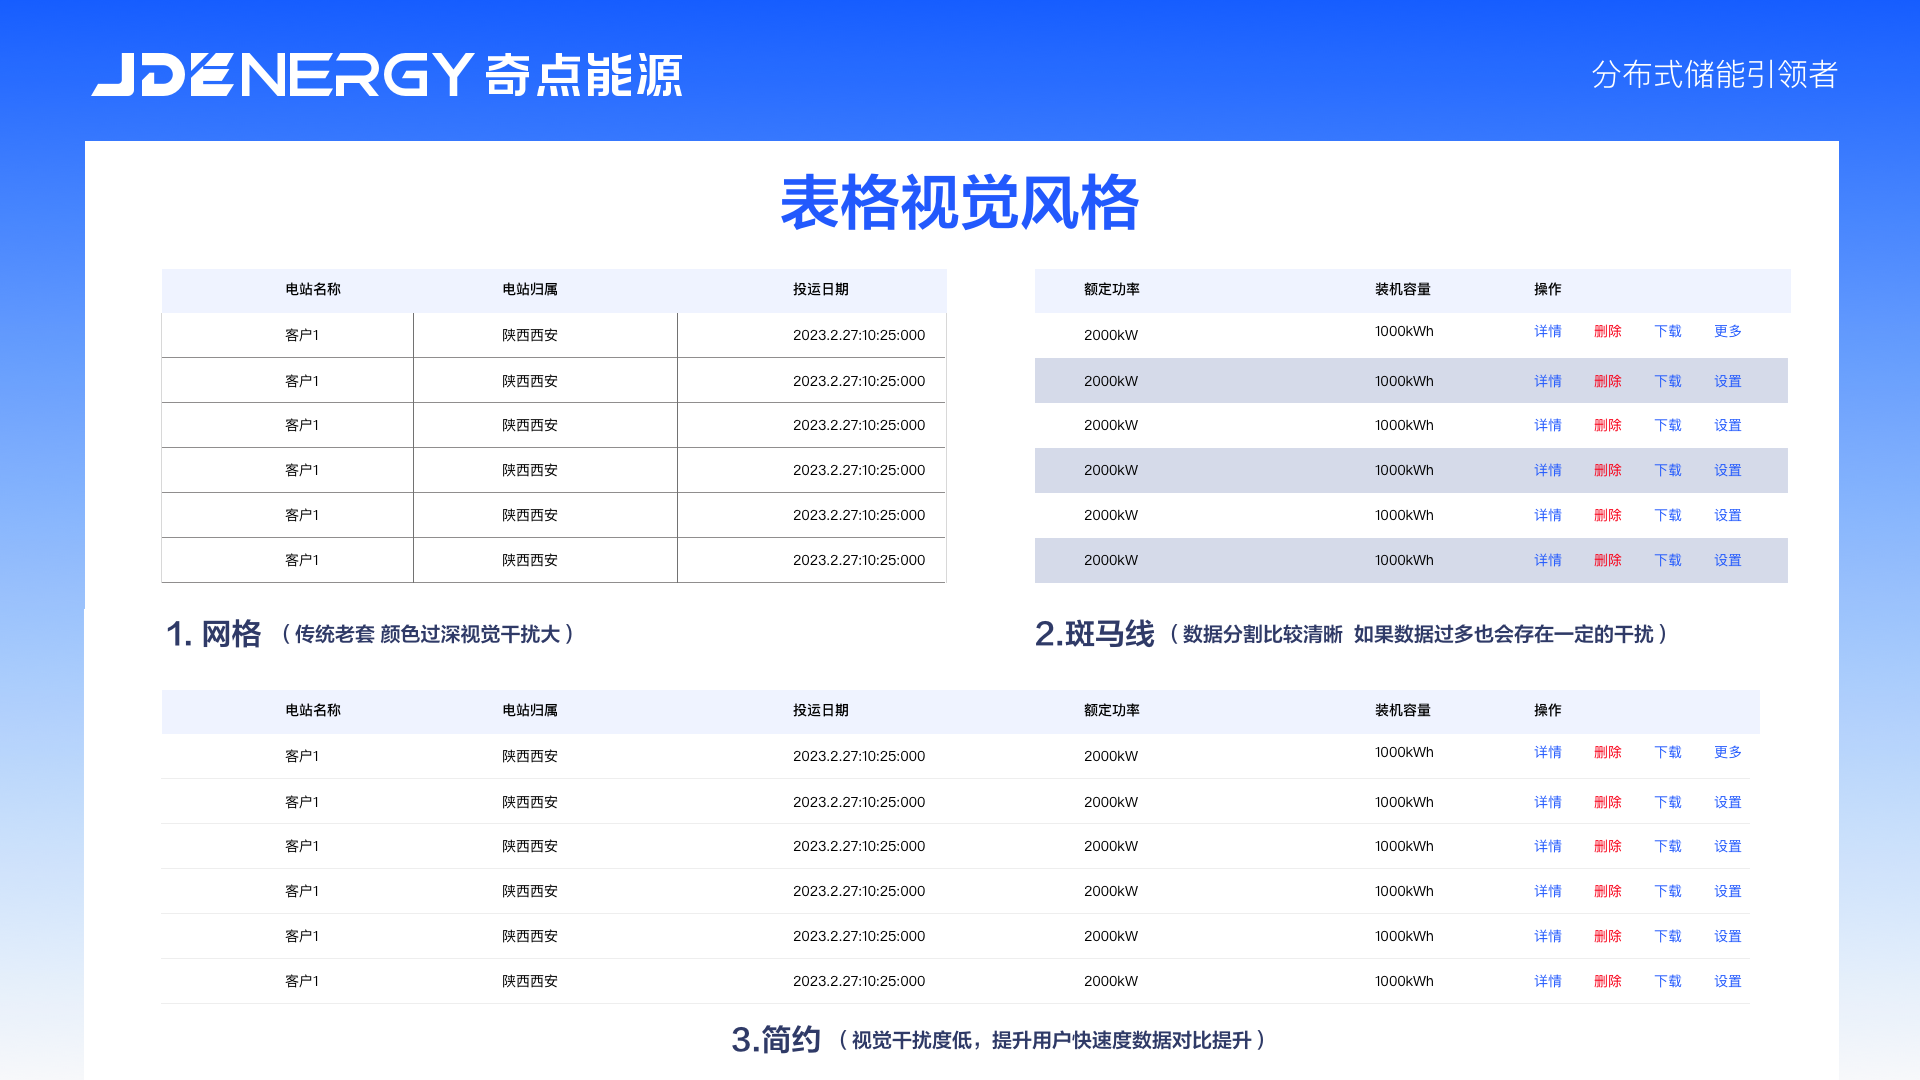 JDENERGY 奇点能源
分布式储能引领者
表格视觉风格
电站名称 电站归属 投运日期
客户1 陕西西安 2023.2.27:10:25:000
客户1 陕西西安 2023.2.27:10:25:000
客户1 陕西西安 2023.2.27:10:25:000
客户1 陕西西安 2023.2.27:10:25:000
客户1 陕西西安 2023.2.27:10:25:000
客户1 陕西西安 2023.2.27:10:25:000
1. 网格 （传统老套 颜色过深视觉干扰大）
额定功率 装机容量 操作
2000kW 1000kWh 详情 删除 下载 更多
2000kW 1000kWh 详情 删除 下载 设置
2000kW 1000kWh 详情 删除 下载 设置
2000kW 1000kWh 详情 删除 下载 设置
2000kW 1000kWh 详情 删除 下载 设置
2000kW 1000kWh 详情 删除 下载 设置
2.斑马线（数据分割比较清晰 如果数据过多也会存在一定的干扰）
电站名称 电站归属 投运日期 额定功率 装机容量 操作
客户1 陕西西安 2023.2.27:10:25:000 2000kW 1000kWh 详情 删除 下载 更多
客户1 陕西西安 2023.2.27:10:25:000 2000kW 1000kWh 详情 删除 下载 设置
客户1 陕西西安 2023.2.27:10:25:000 2000kW 1000kWh 详情 删除 下载 设置
客户1 陕西西安 2023.2.27:10:25:000 2000kW 1000kWh 详情 删除 下载 设置
客户1 陕西西安 2023.2.27:10:25:000 2000kW 1000kWh 详情 删除 下载 设置
客户1 陕西西安 2023.2.27:10:25:000 2000kW 1000kWh 详情 删除 下载 设置
3.简约 （视觉干扰度低，提升用户快速度数据对比提升）